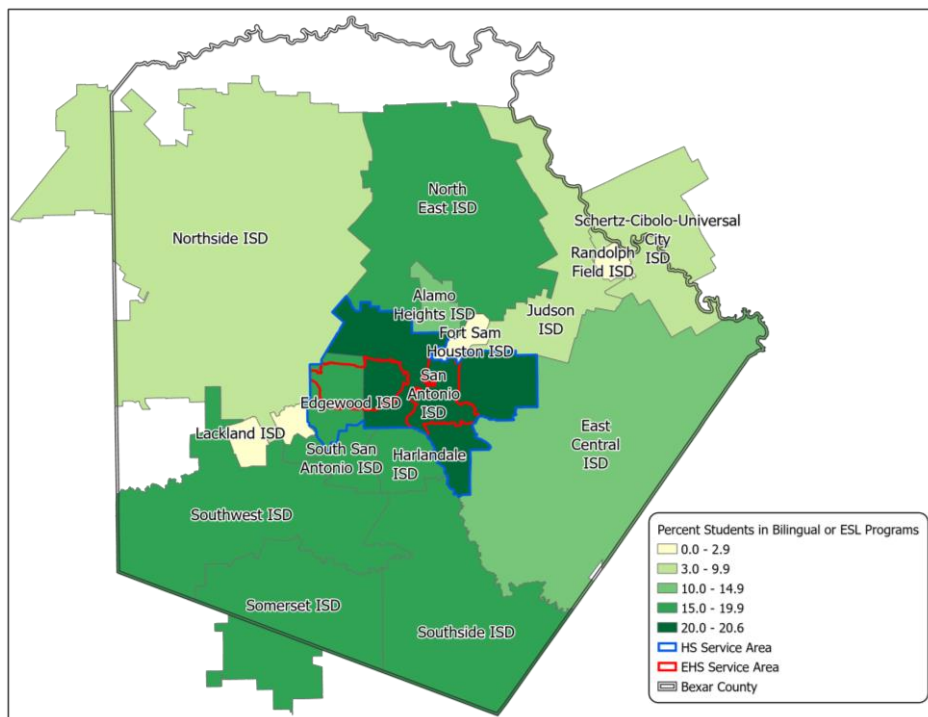 North
East ISD
Northside ISD
Schertz-Cibolo-Universal
City
ISD
Randolph
Field ISD
Alamo
Heights ISD
Judson
ISD
Fort Sam
Houston ISD
San
Antonio
ISD
Edgewood ISD
Lackland ISD
South San
Antonio ISD
Harlandale
ISD
East
Central
ISD
Southwest ISD
Somerset ISD
Southside ISD
Percent Students in Bilingual or ESL Programs
0.0 - 2.9
3.0 - 9.9
10.0 - 14.9
15.0 - 19.9
20.0 - 20.6
HS Service Area
EHS Service Area
Bexar County